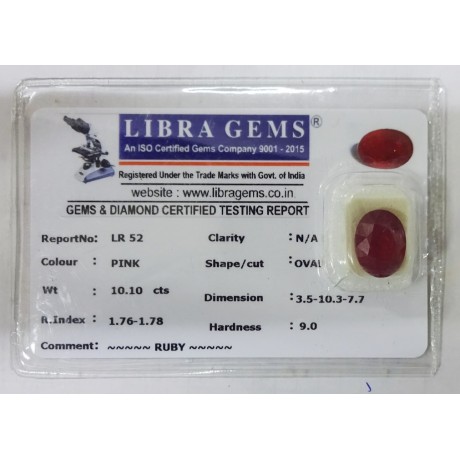 LIBRA GEMS®
An ISO Certified Gems Company 9001 - 2015
Registered Under the Trade Marks with Govt. of India
website : www.libragems.co.in
GEMS & DIAMOND CERTIFIED TESTING REPORT
ReportNo: LR 52 Clarity : N/A
Colour : PINK Shape/cut : OVAL
Wt : 10.10 cts Dimension : 3.5-10.3-7.7
R.Index : 1.76-1.78 Hardness : 9.0
Comment: ~~~~~ RUBY ~~~~~